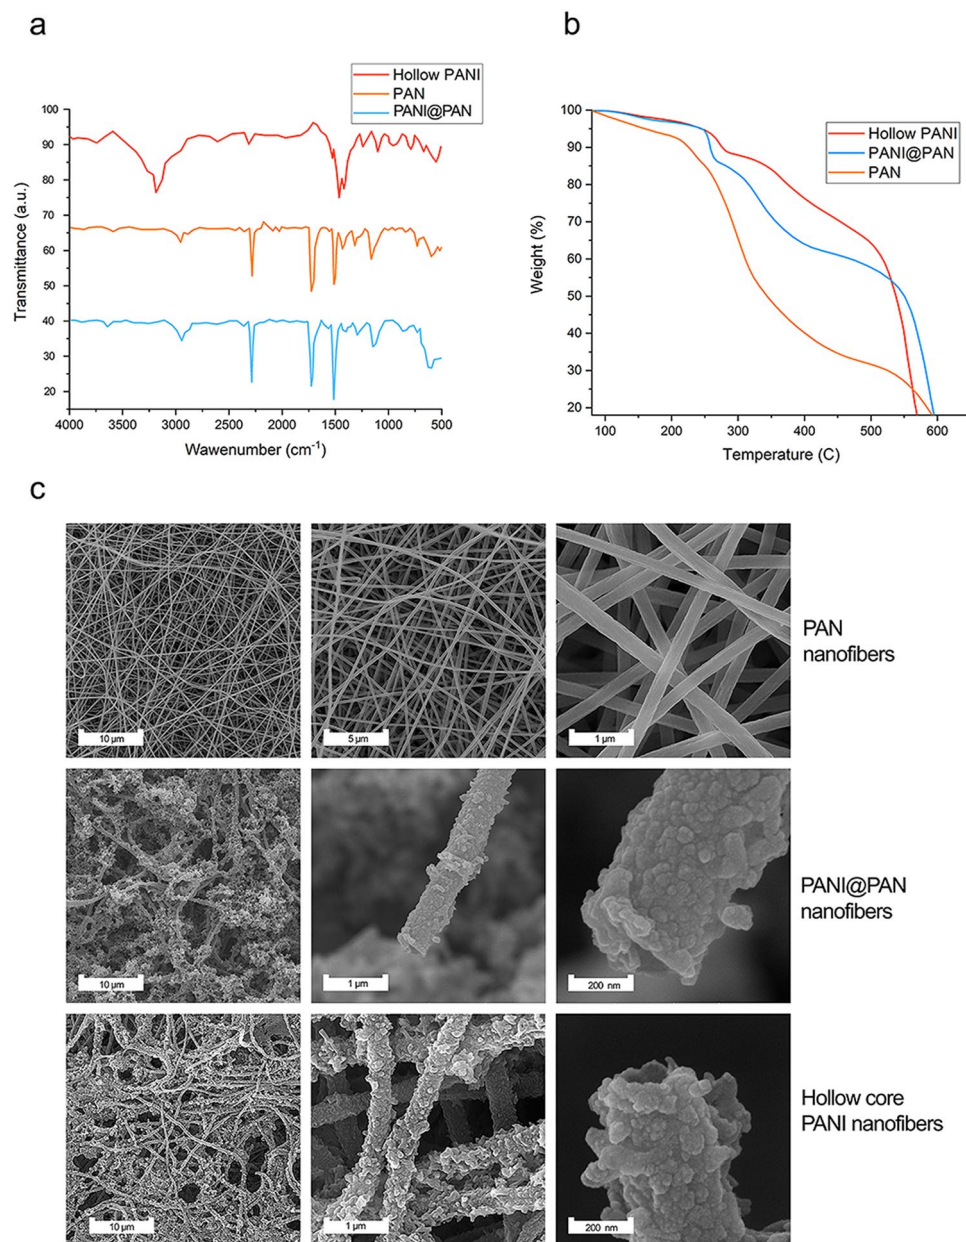 a
Hollow PANI
PAN
PANI@PAN
100
90
80
70
60
50
40
30
20
Transmittance (a.u.)
4000 3500 3000 2500 2000 1500 1000 500
Wawenumber (cm⁻¹)
b
Hollow PANI
PANI@PAN
PAN
100
90
80
70
60
50
40
30
20
Weight (%)
100 200 300 400 500 600
Temperature (C)
c
10 µm
5 µm
1 µm
PAN
nanofibers
10 µm
1 µm
200 nm
PANI@PAN
nanofibers
10 µm
1 µm
200 nm
Hollow core
PANI nanofibers